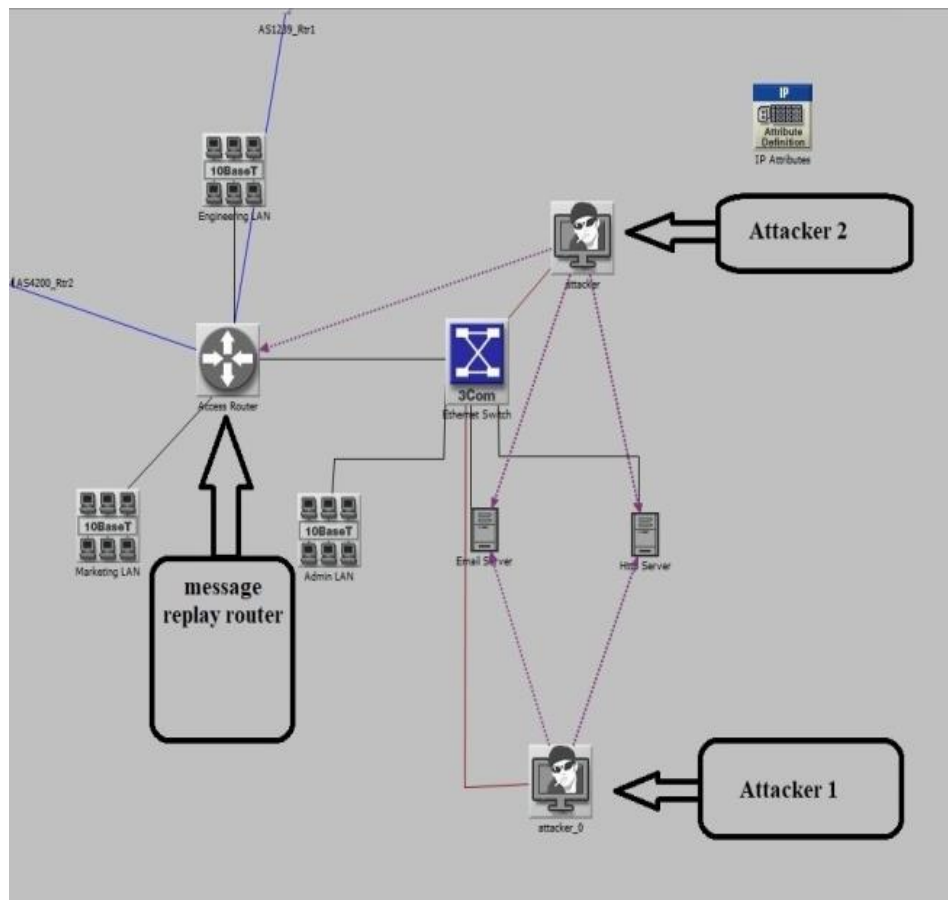 AS1239_Rtr1
IP
Attribute
Definition
IP Attributes
10BaseT
Engineering LAN
Attacker 2
attacker
AS4200_Rtr2
3Com
Ethernet Switch
Access Router
10BaseT
Marketing LAN
10BaseT
Admin LAN
Email Server
Server
message
replay router
Attacker 1
attacker_0